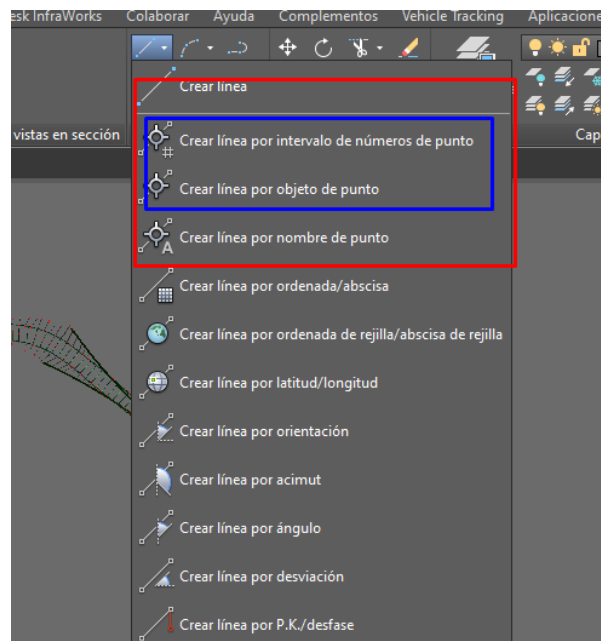 esk InfraWorks Colaborar Ayuda Complementos Vehicle Tracking Aplicacione
Crear línea
vistas en sección
Cap
Crear línea por intervalo de números de punto
Crear línea por objeto de punto
Crear línea por nombre de punto
Crear línea por ordenada/abscisa
Crear línea por ordenada de rejilla/abscisa de rejilla
Crear línea por latitud/longitud
Crear línea por orientación
Crear línea por acimut
Crear línea por ángulo
Crear línea por desviación
Crear línea por P.K./desfase